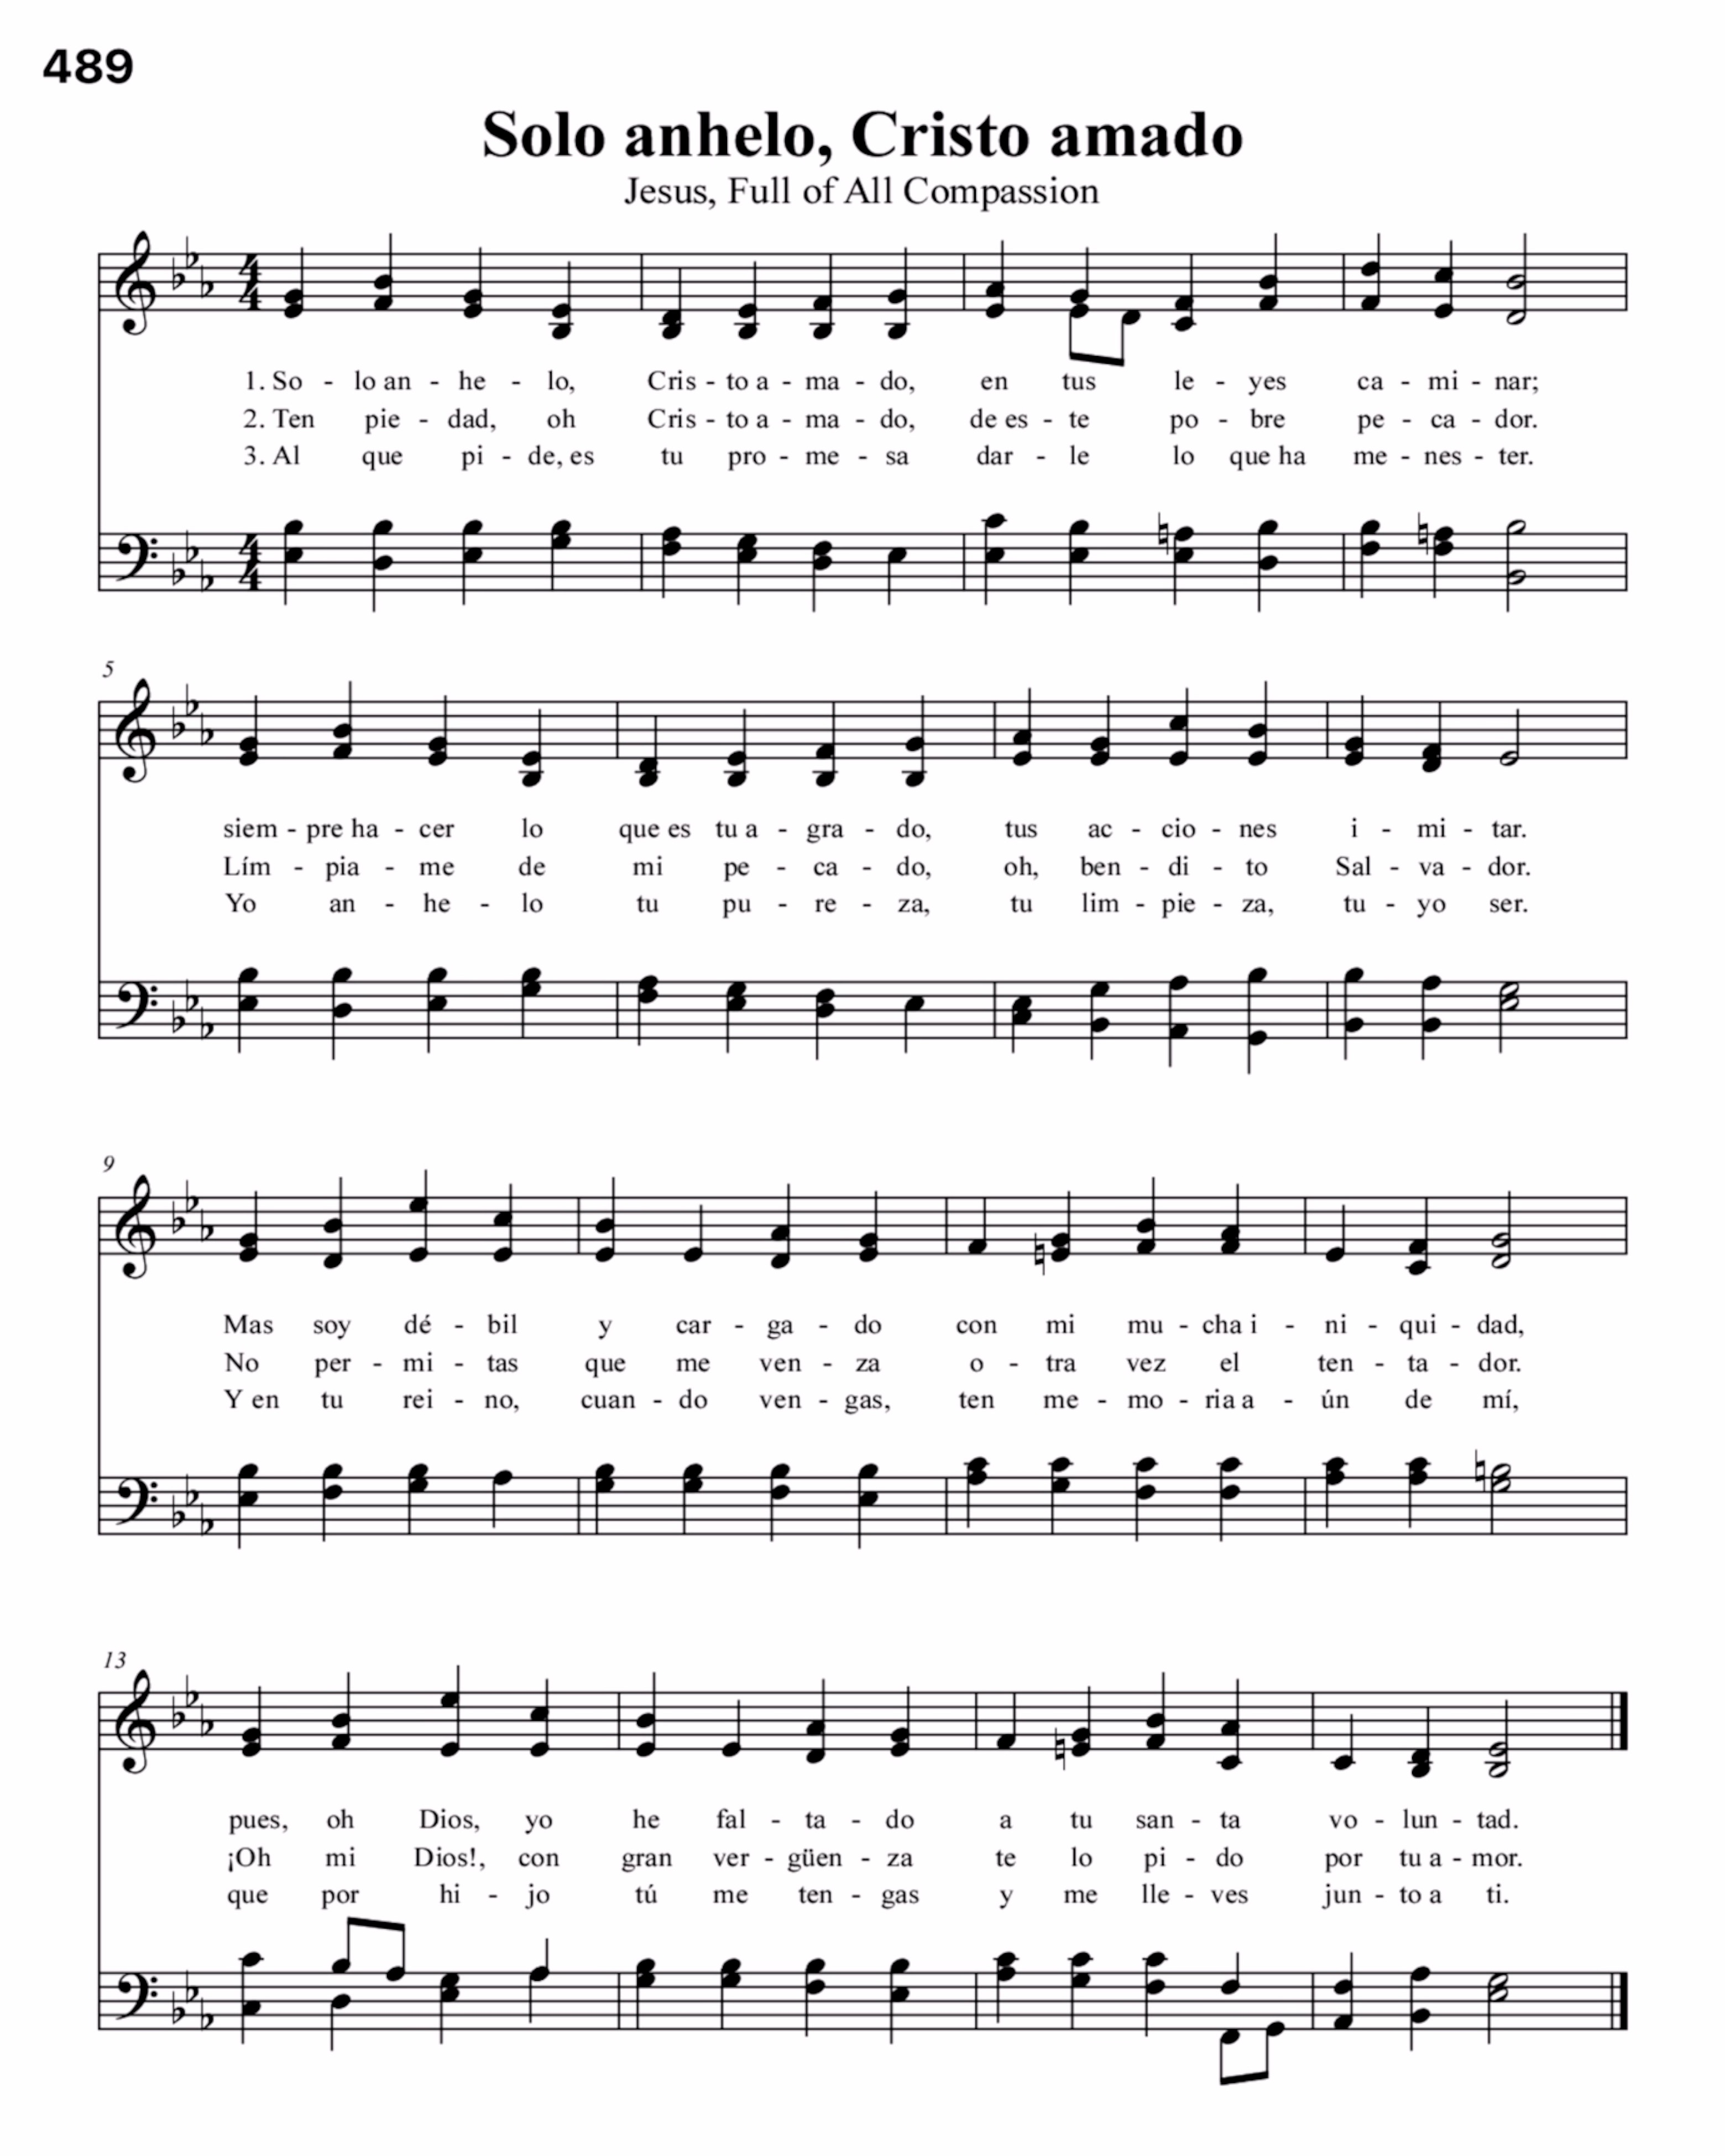 489
Solo anhelo, Cristo amado
Jesus, Full of All Compassion
1. So - lo an - he - lo, Cris - to a - ma - do, en tus le - yes ca - mi - nar;
2. Ten pie - dad, oh Cris - to a - ma - do, de es - te po - bre pe - ca - dor.
3. Al que pi - de, es tu pro - me - sa dar - le lo que ha me - nes - ter.
5
siem - pre ha - cer lo que es tu a - gra - do, tus ac - cio - nes i - mi - tar.
Lím - pia - me de mi pe - ca - do, oh, ben - di - to Sal - va - dor.
Yo an - he - lo tu pu - re - za, tu lim - pie - za, tu - yo ser.
9
Mas soy dé - bil y car - ga - do con mi mu - cha i - ni - qui - dad,
No per - mi - tas que me ven - za o - tra vez el ten - ta - dor.
Y en tu rei - no, cuan - do ven - gas, ten me - mo - ria a - ún de mí,
13
pues, oh Dios, yo he fal - ta - do a tu san - ta vo - lun - tad.
¡Oh mi Dios!, con gran ver - güen - za te lo pi - do por tu a - mor.
que por hi - jo tú me ten - gas y me lle - ves jun - to a ti.